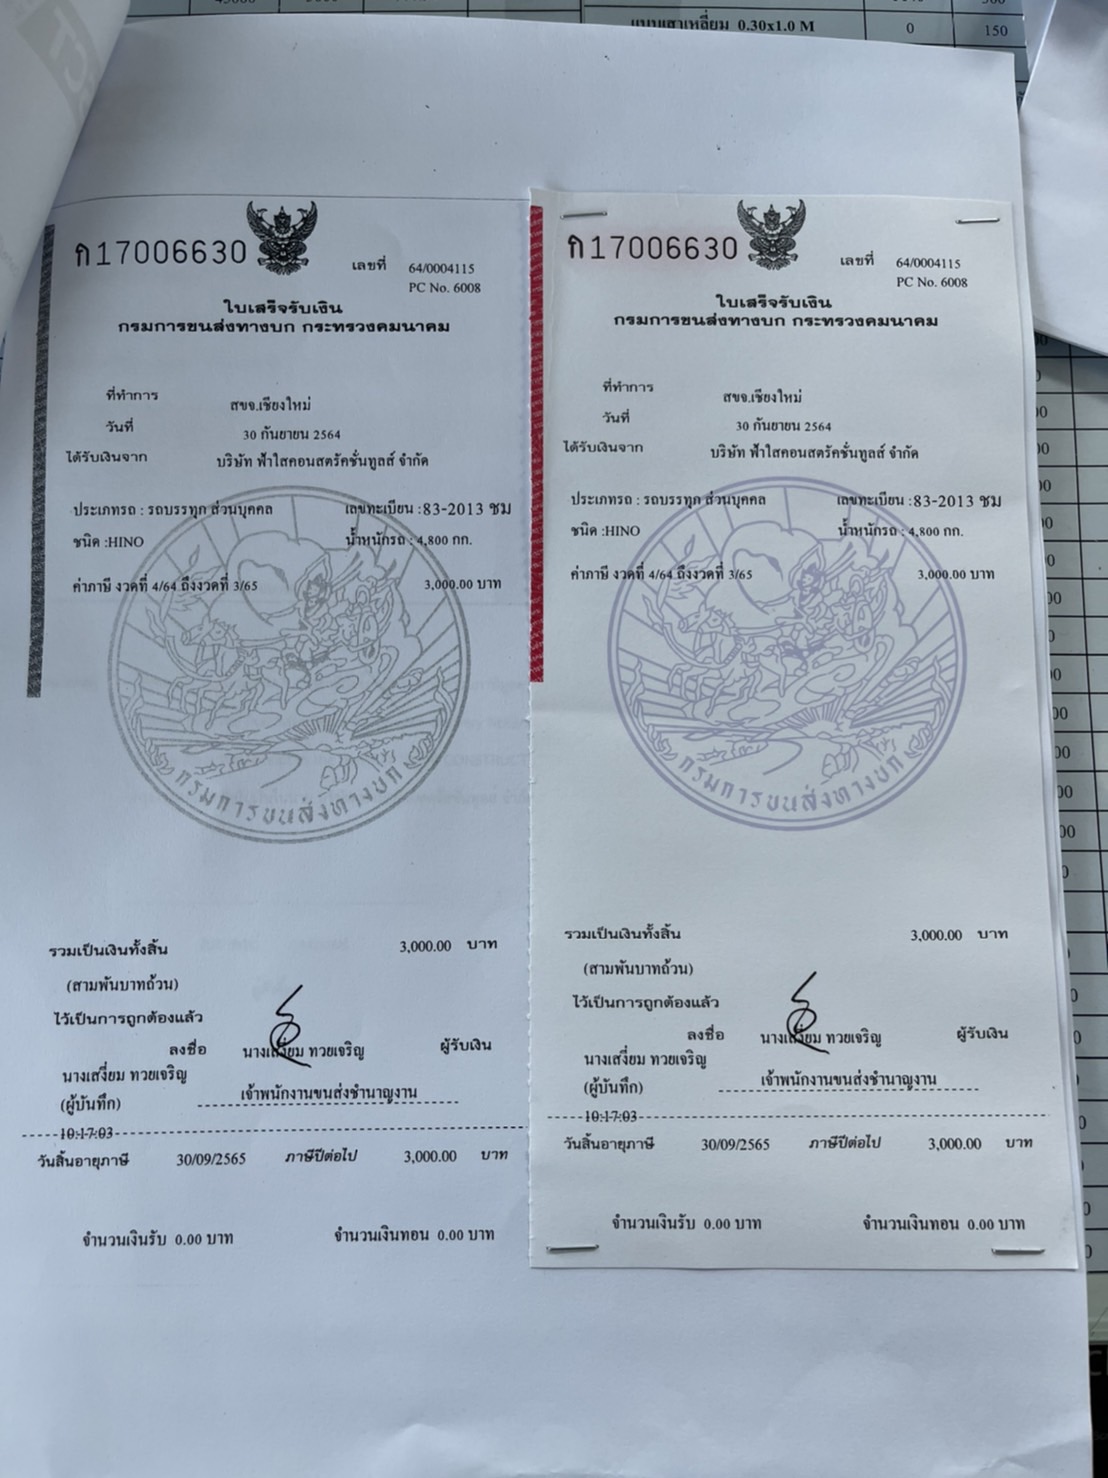 แบบเสาเหลี่ยม 0.30x1.0 M 0 150
ก17006630
เลขที่ 64/0004115
PC No. 6008
ใบเสร็จรับเงิน
กรมการขนส่งทางบก กระทรวงคมนาคม
ที่ทำการ สขจ.เชียงใหม่
วันที่ 30 กันยายน 2564
ได้รับเงินจาก บริษัท ฟ้าใสคอนสตรัคชั่นทูลส์ จำกัด
ประเภทรถ : รถบรรทุก ส่วนบุคคล เลขทะเบียน :83-2013 ชม
ชนิด :HINO น้ำหนักรถ : 4,800 กก.
ค่าภาษี งวดที่ 4/64 ถึงงวดที่ 3/65 3,000.00 บาท
กรมการขนส่งทางบก
รวมเป็นเงินทั้งสิ้น 3,000.00 บาท
(สามพันบาทถ้วน)
ไว้เป็นการถูกต้องแล้ว
ลงชื่อ นางเสงี่ยม ทวยเจริญ ผู้รับเงิน
นางเสงี่ยม ทวยเจริญ
(ผู้บันทึก) เจ้าพนักงานขนส่งชำนาญงาน
10:17:03
วันสิ้นอายุภาษี 30/09/2565 ภาษีปีต่อไป 3,000.00 บาท
จำนวนเงินรับ 0.00 บาท จำนวนเงินทอน 0.00 บาท
ก17006630
เลขที่ 64/0004115
PC No. 6008
ใบเสร็จรับเงิน
กรมการขนส่งทางบก กระทรวงคมนาคม
ที่ทำการ สขจ.เชียงใหม่
วันที่ 30 กันยายน 2564
ได้รับเงินจาก บริษัท ฟ้าใสคอนสตรัคชั่นทูลส์ จำกัด
ประเภทรถ : รถบรรทุก ส่วนบุคคล เลขทะเบียน :83-2013 ชม
ชนิด :HINO น้ำหนักรถ : 4,800 กก.
ค่าภาษี งวดที่ 4/64 ถึงงวดที่ 3/65 3,000.00 บาท
กรมการขนส่งทางบก
รวมเป็นเงินทั้งสิ้น 3,000.00 บาท
(สามพันบาทถ้วน)
ไว้เป็นการถูกต้องแล้ว
ลงชื่อ นางเสงี่ยม ทวยเจริญ ผู้รับเงิน
นางเสงี่ยม ทวยเจริญ
(ผู้บันทึก) เจ้าพนักงานขนส่งชำนาญงาน
10:17:03
วันสิ้นอายุภาษี 30/09/2565 ภาษีปีต่อไป 3,000.00 บาท
จำนวนเงินรับ 0.00 บาท จำนวนเงินทอน 0.00 บาท